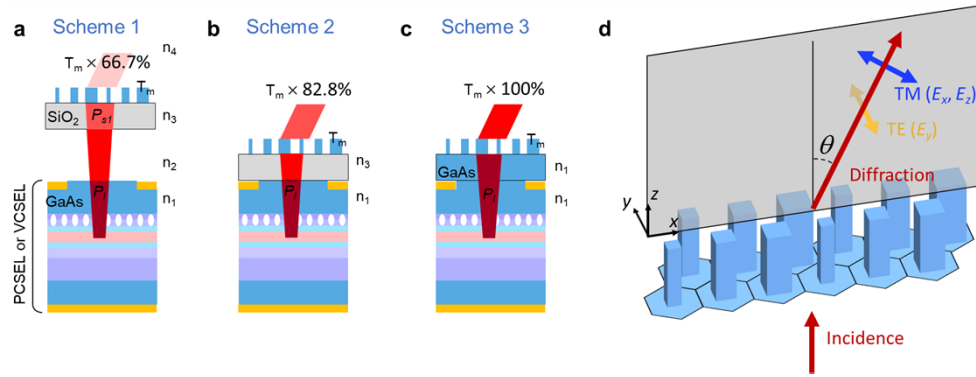 a Scheme 1
n₄
Tₘ × 66.7%
Tₘ
SiO₂
Pₛ₁
n₃
n₂
Pᵢ
GaAs
n₁
PCSEL or VCSEL
b Scheme 2
Tₘ × 82.8%
Tₘ
n₃
Pᵢ
n₁
c Scheme 3
Tₘ × 100%
Tₘ
GaAs
n₁
Pᵢ
n₁
d
TM (Eₓ, E_z)
TE (E_y)
θ
Diffraction
z
y
x
Incidence